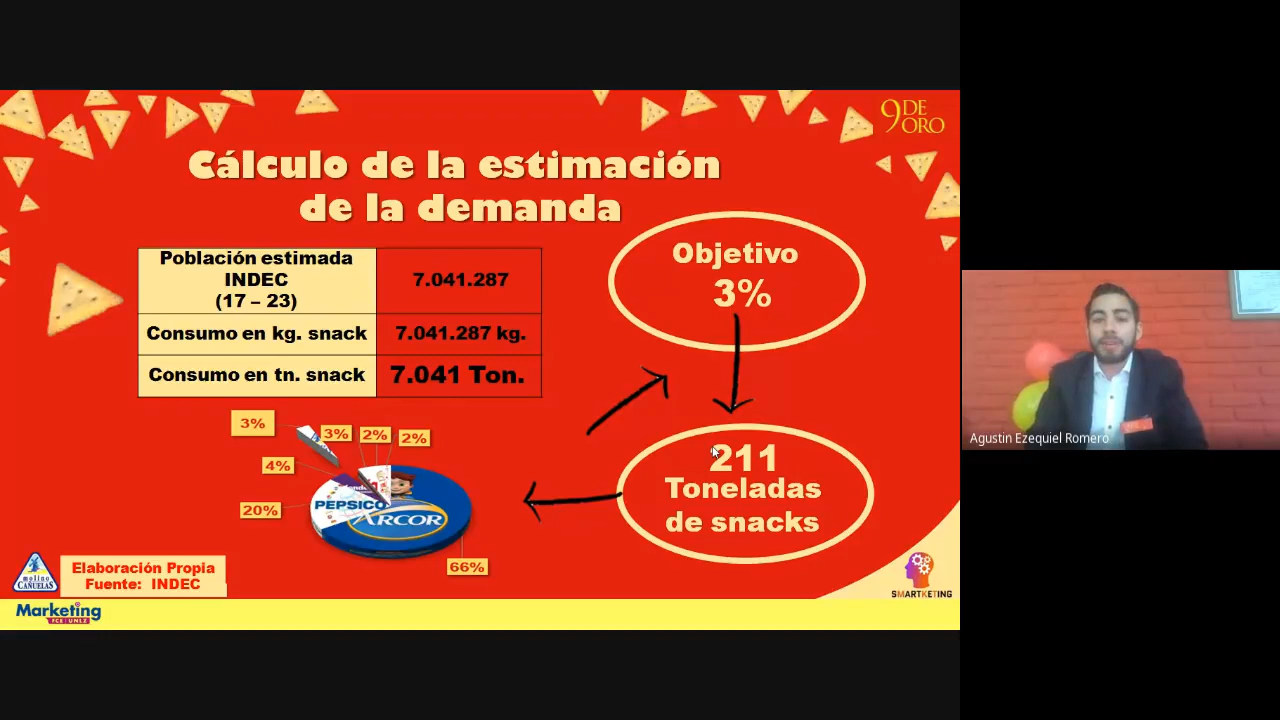 9 DE ORO
Cálculo de la estimación
de la demanda
Población estimada
INDEC
(17 – 23)
7.041.287
Consumo en kg. snack
7.041.287 kg.
Consumo en tn. snack
7.041 Ton.
Objetivo
3%
211
Toneladas
de snacks
3%
3%
2%
2%
4%
20%
66%
PEPSICO
ARCOR
molino
CAÑUELAS
Elaboración Propia
Fuente: INDEC
Marketing
FCE | UNLZ
SMARTKETING
Agustin Ezequiel Romero